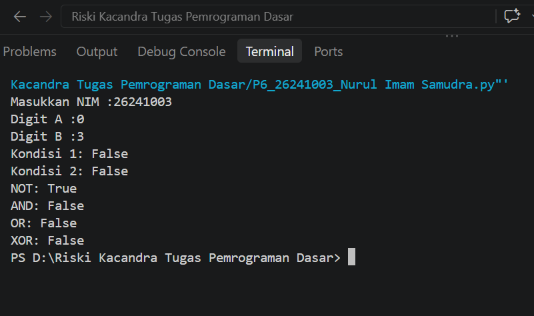 Riski Kacandra Tugas Pemrograman Dasar
Problems Output Debug Console Terminal Ports
Kacandra Tugas Pemrograman Dasar/P6_26241003_Nurul Imam Samudra.py"'
Masukkan NIM :26241003
Digit A :0
Digit B :3
Kondisi 1: False
Kondisi 2: False
NOT: True
AND: False
OR: False
XOR: False
PS D:\Riski Kacandra Tugas Pemrograman Dasar>